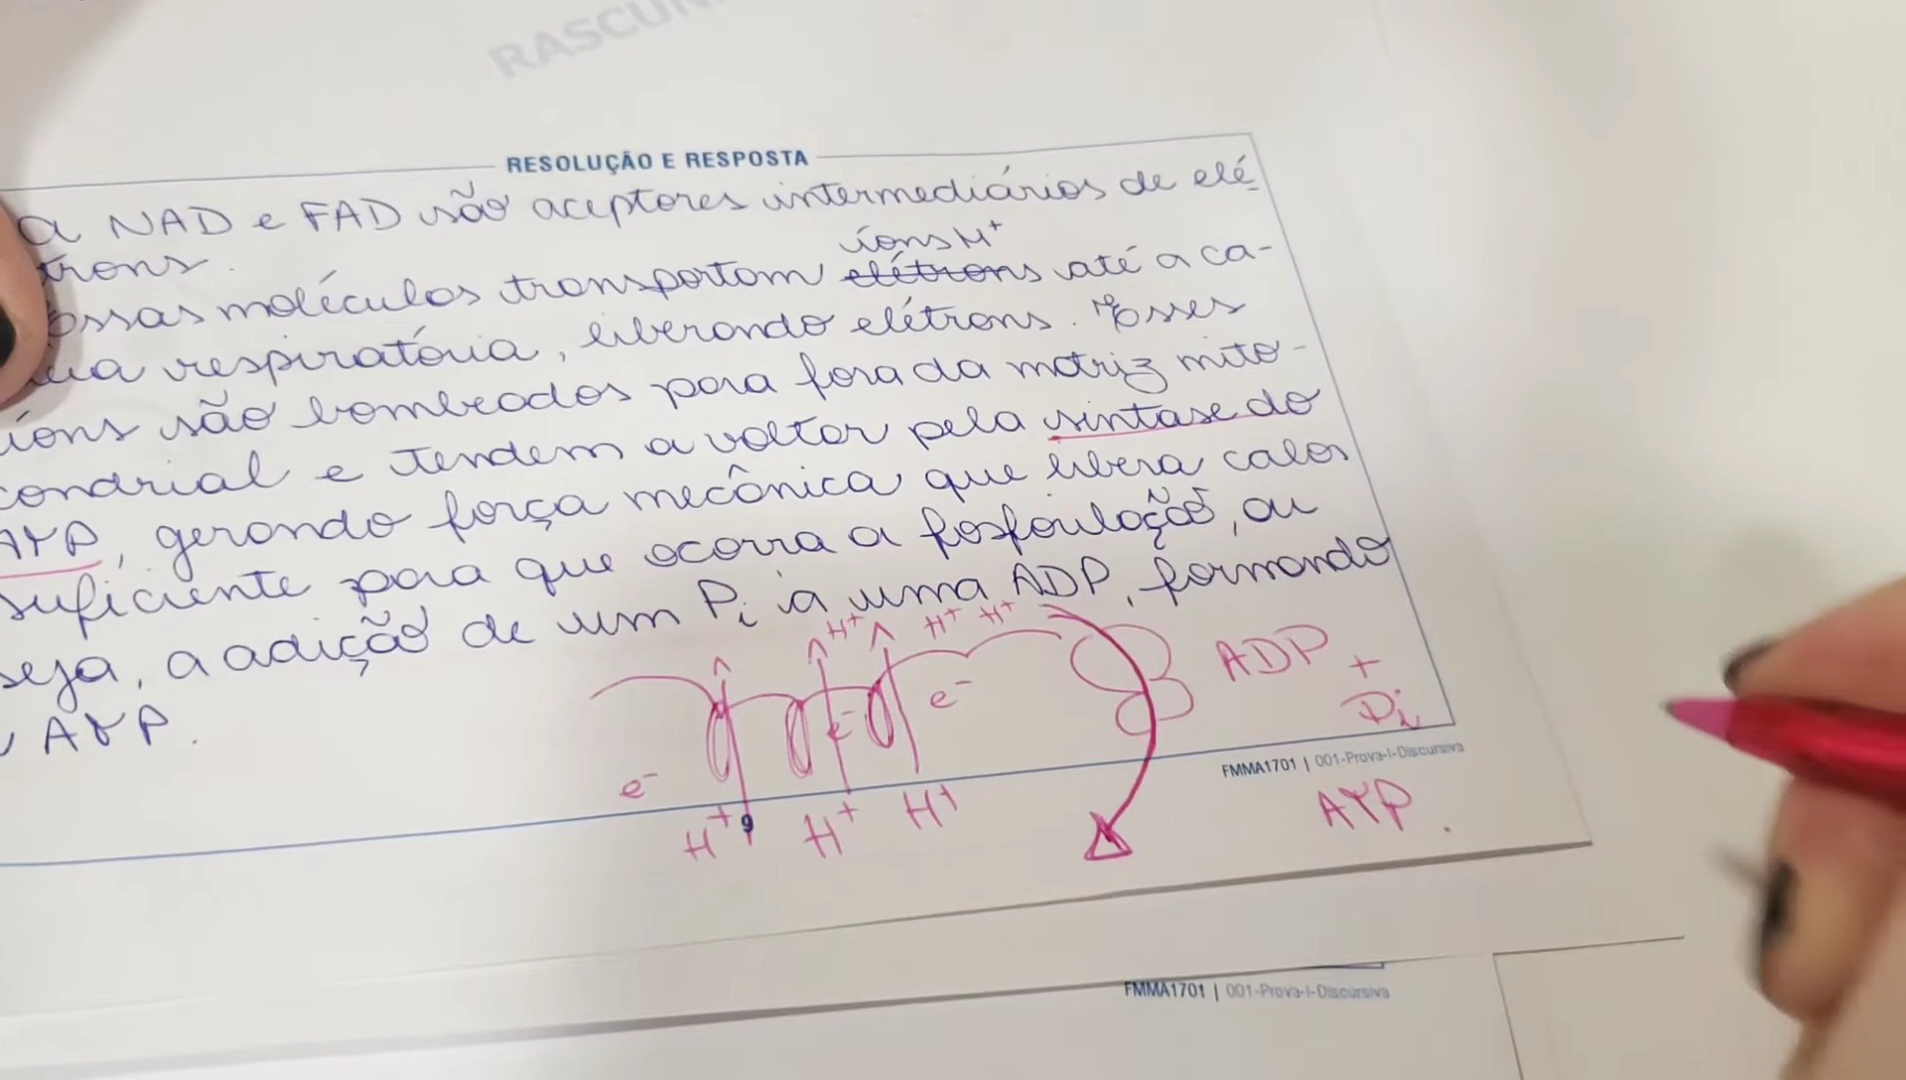 RASCUN
RESOLUÇÃO E RESPOSTA
a NAD e FAD são aceptores intermediários de elé
trons.
íons H+
essas moléculas transportam elétrons até a ca-
respiratória, liberando elétrons. Esses
íons são bombeados para fora da matriz mito-
condrial e tendem a voltar pela sintase do
ATP, gerando força mecânica que libera calor
suficiente para que ocorra a fosforilação, ou
seja, a adição de um Pi a uma ADP, formando
ATP.
H+ H+ H+
e- e- e-
ADP + Pi
H+ H+ H+
ATP
9
FMMA1701 | 001-Prova-I-Discursiva
FMMA1701 | 001-Prova-I-Discursiva